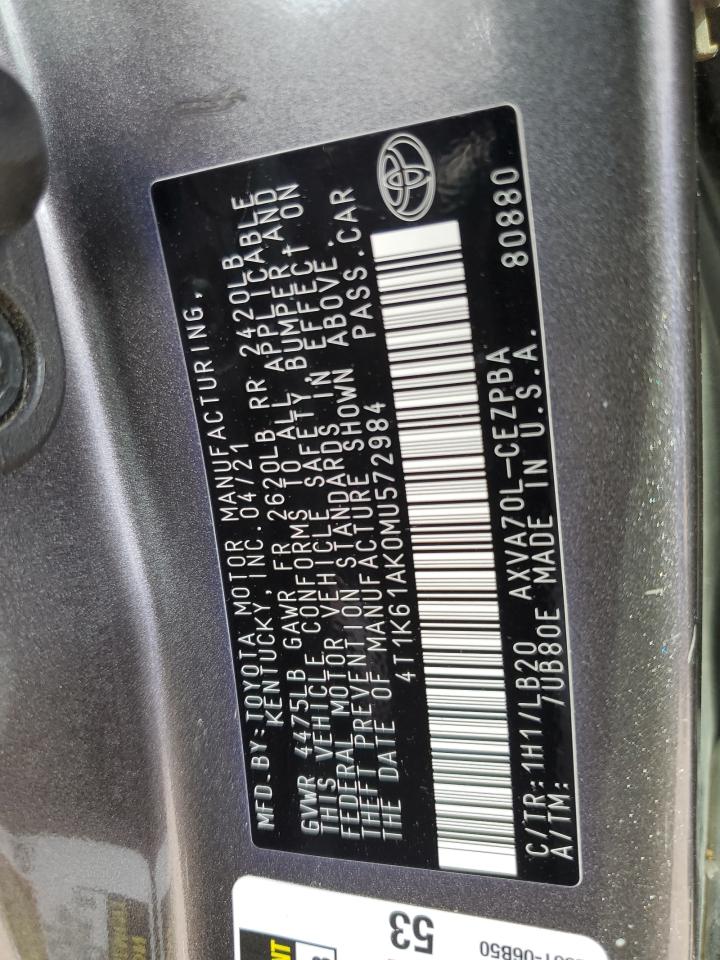 MFD.BY:TOYOTA MOTOR MANUFACTURING,
KENTUCKY, INC. 04/21
GVWR 4475LB GAWR FR 2620LB RR 2420LB
THIS VEHICLE CONFORMS TO ALL APPLICABLE
FEDERAL MOTOR VEHICLE SAFETY, BUMPER, AND
THEFT PREVENTION STANDARDS IN EFFECT ON
THE DATE OF MANUFACTURE SHOWN ABOVE.
4T1K61AK0MU572984 PASS.CAR
C/TR:1H1/LB20 AXVA70L-CEZPBA
A/TM: /UB80E MADE IN U.S.A. 80880
53
06B50